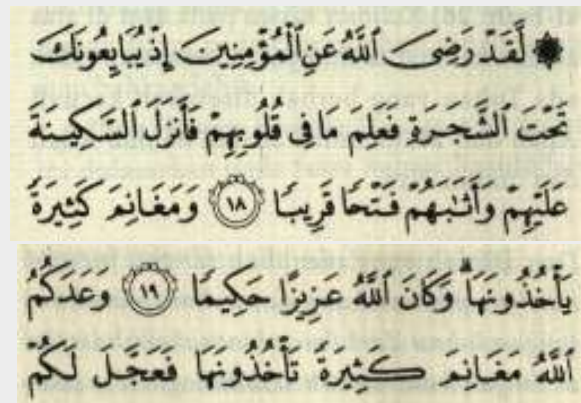 ۞ لَّقَدْ رَضِىَ ٱللَّهُ عَنِ ٱلْمُؤْمِنِينَ إِذْ يُبَايِعُونَكَ
تَحْتَ ٱلشَّجَرَةِ فَعَلِمَ مَا فِى قُلُوبِهِمْ فَأَنزَلَ ٱلسَّكِينَةَ
عَلَيْهِمْ وَأَثَٰبَهُمْ فَتْحًا قَرِيبًا ١٨ وَمَغَانِمَ كَثِيرَةً
يَأْخُذُونَهَا ۗ وَكَانَ ٱللَّهُ عَزِيزًا حَكِيمًا ١٩ وَعَدَكُمُ
ٱللَّهُ مَغَانِمَ كَثِيرَةً تَأْخُذُونَهَا فَعَجَّلَ لَكُمْ